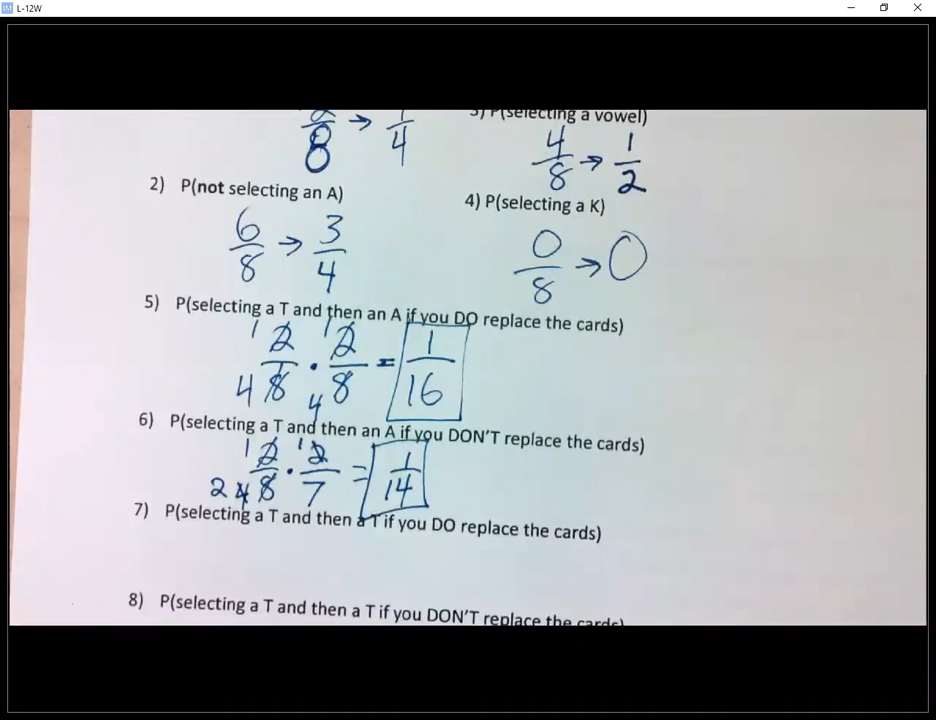 L-12W
2/8 → 1/4
3) P(selecting a vowel)
4/8 → 1/2
2) P(not selecting an A)
6/8 → 3/4
4) P(selecting a K)
0/8 → 0
5) P(selecting a T and then an A if you DO replace the cards)
1 2/8 4 · 1 2/8 4 = 1/16
6) P(selecting a T and then an A if you DON'T replace the cards)
1 2/8 4 2 · 1 2/7 = 1/14
7) P(selecting a T and then a T if you DO replace the cards)
8) P(selecting a T and then a T if you DON'T replace the cards)